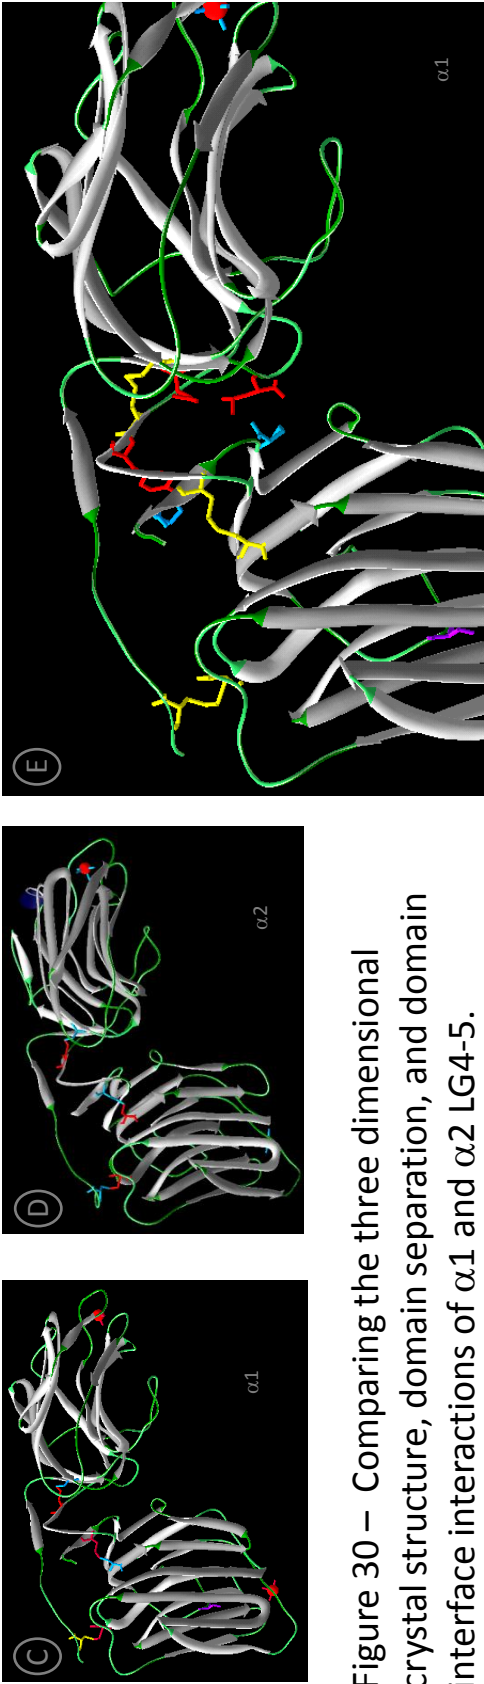 C
α1
D
α2
E
α1
Figure 30 – Comparing the three dimensional
crystal structure, domain separation, and domain
interface interactions of α1 and α2 LG4-5.